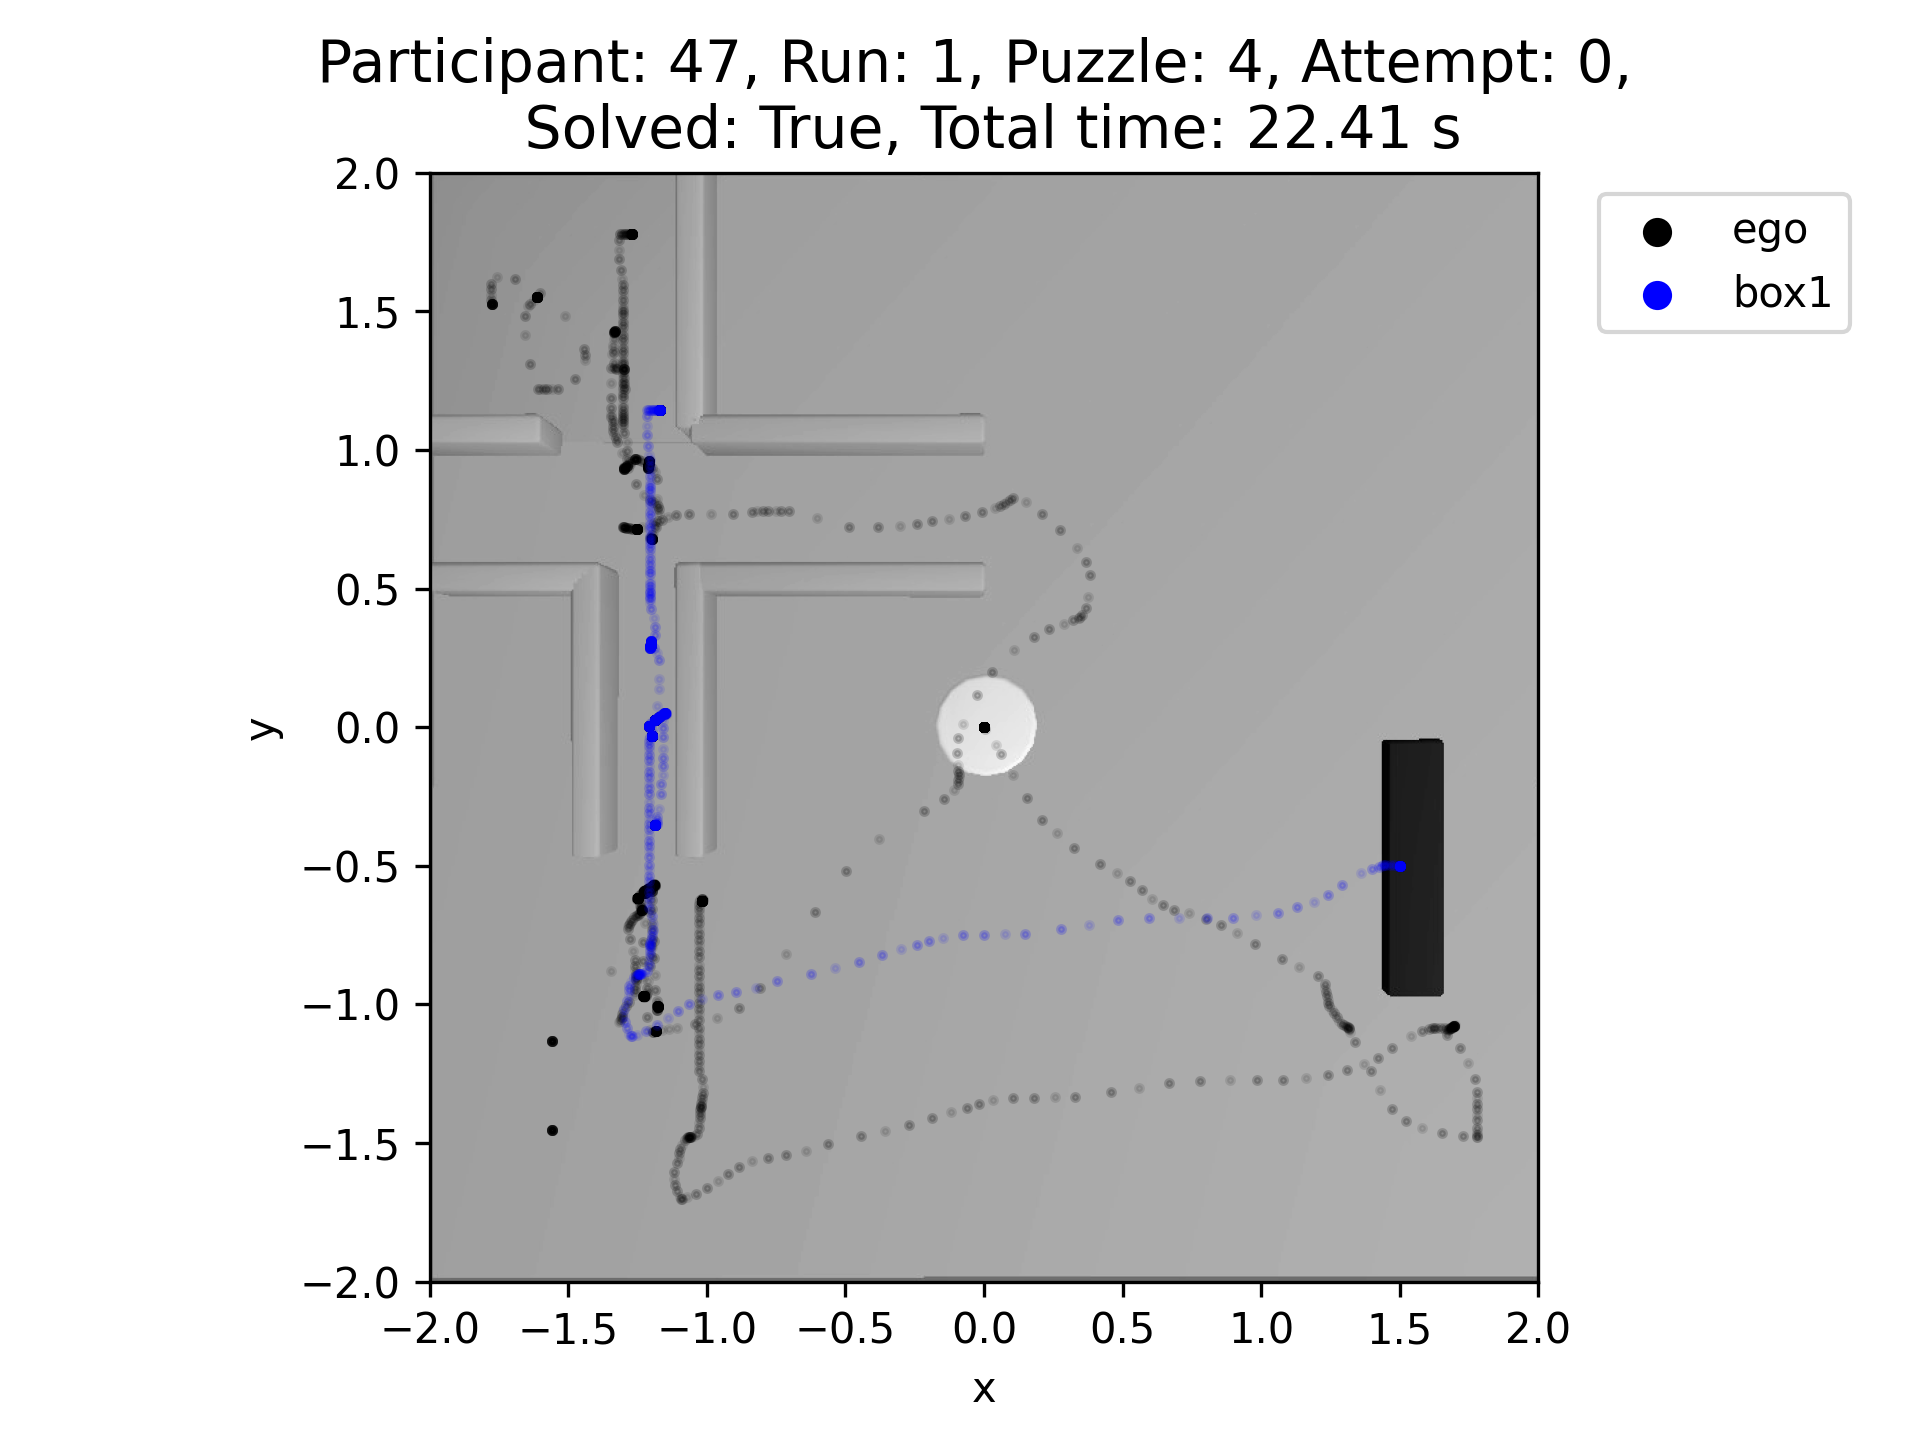 Participant: 47, Run: 1, Puzzle: 4, Attempt: 0,
Solved: True, Total time: 22.41 s
ego
box1
2.0
1.5
1.0
0.5
0.0
−0.5
−1.0
−1.5
−2.0
y
−2.0 −1.5 −1.0 −0.5 0.0 0.5 1.0 1.5 2.0
x